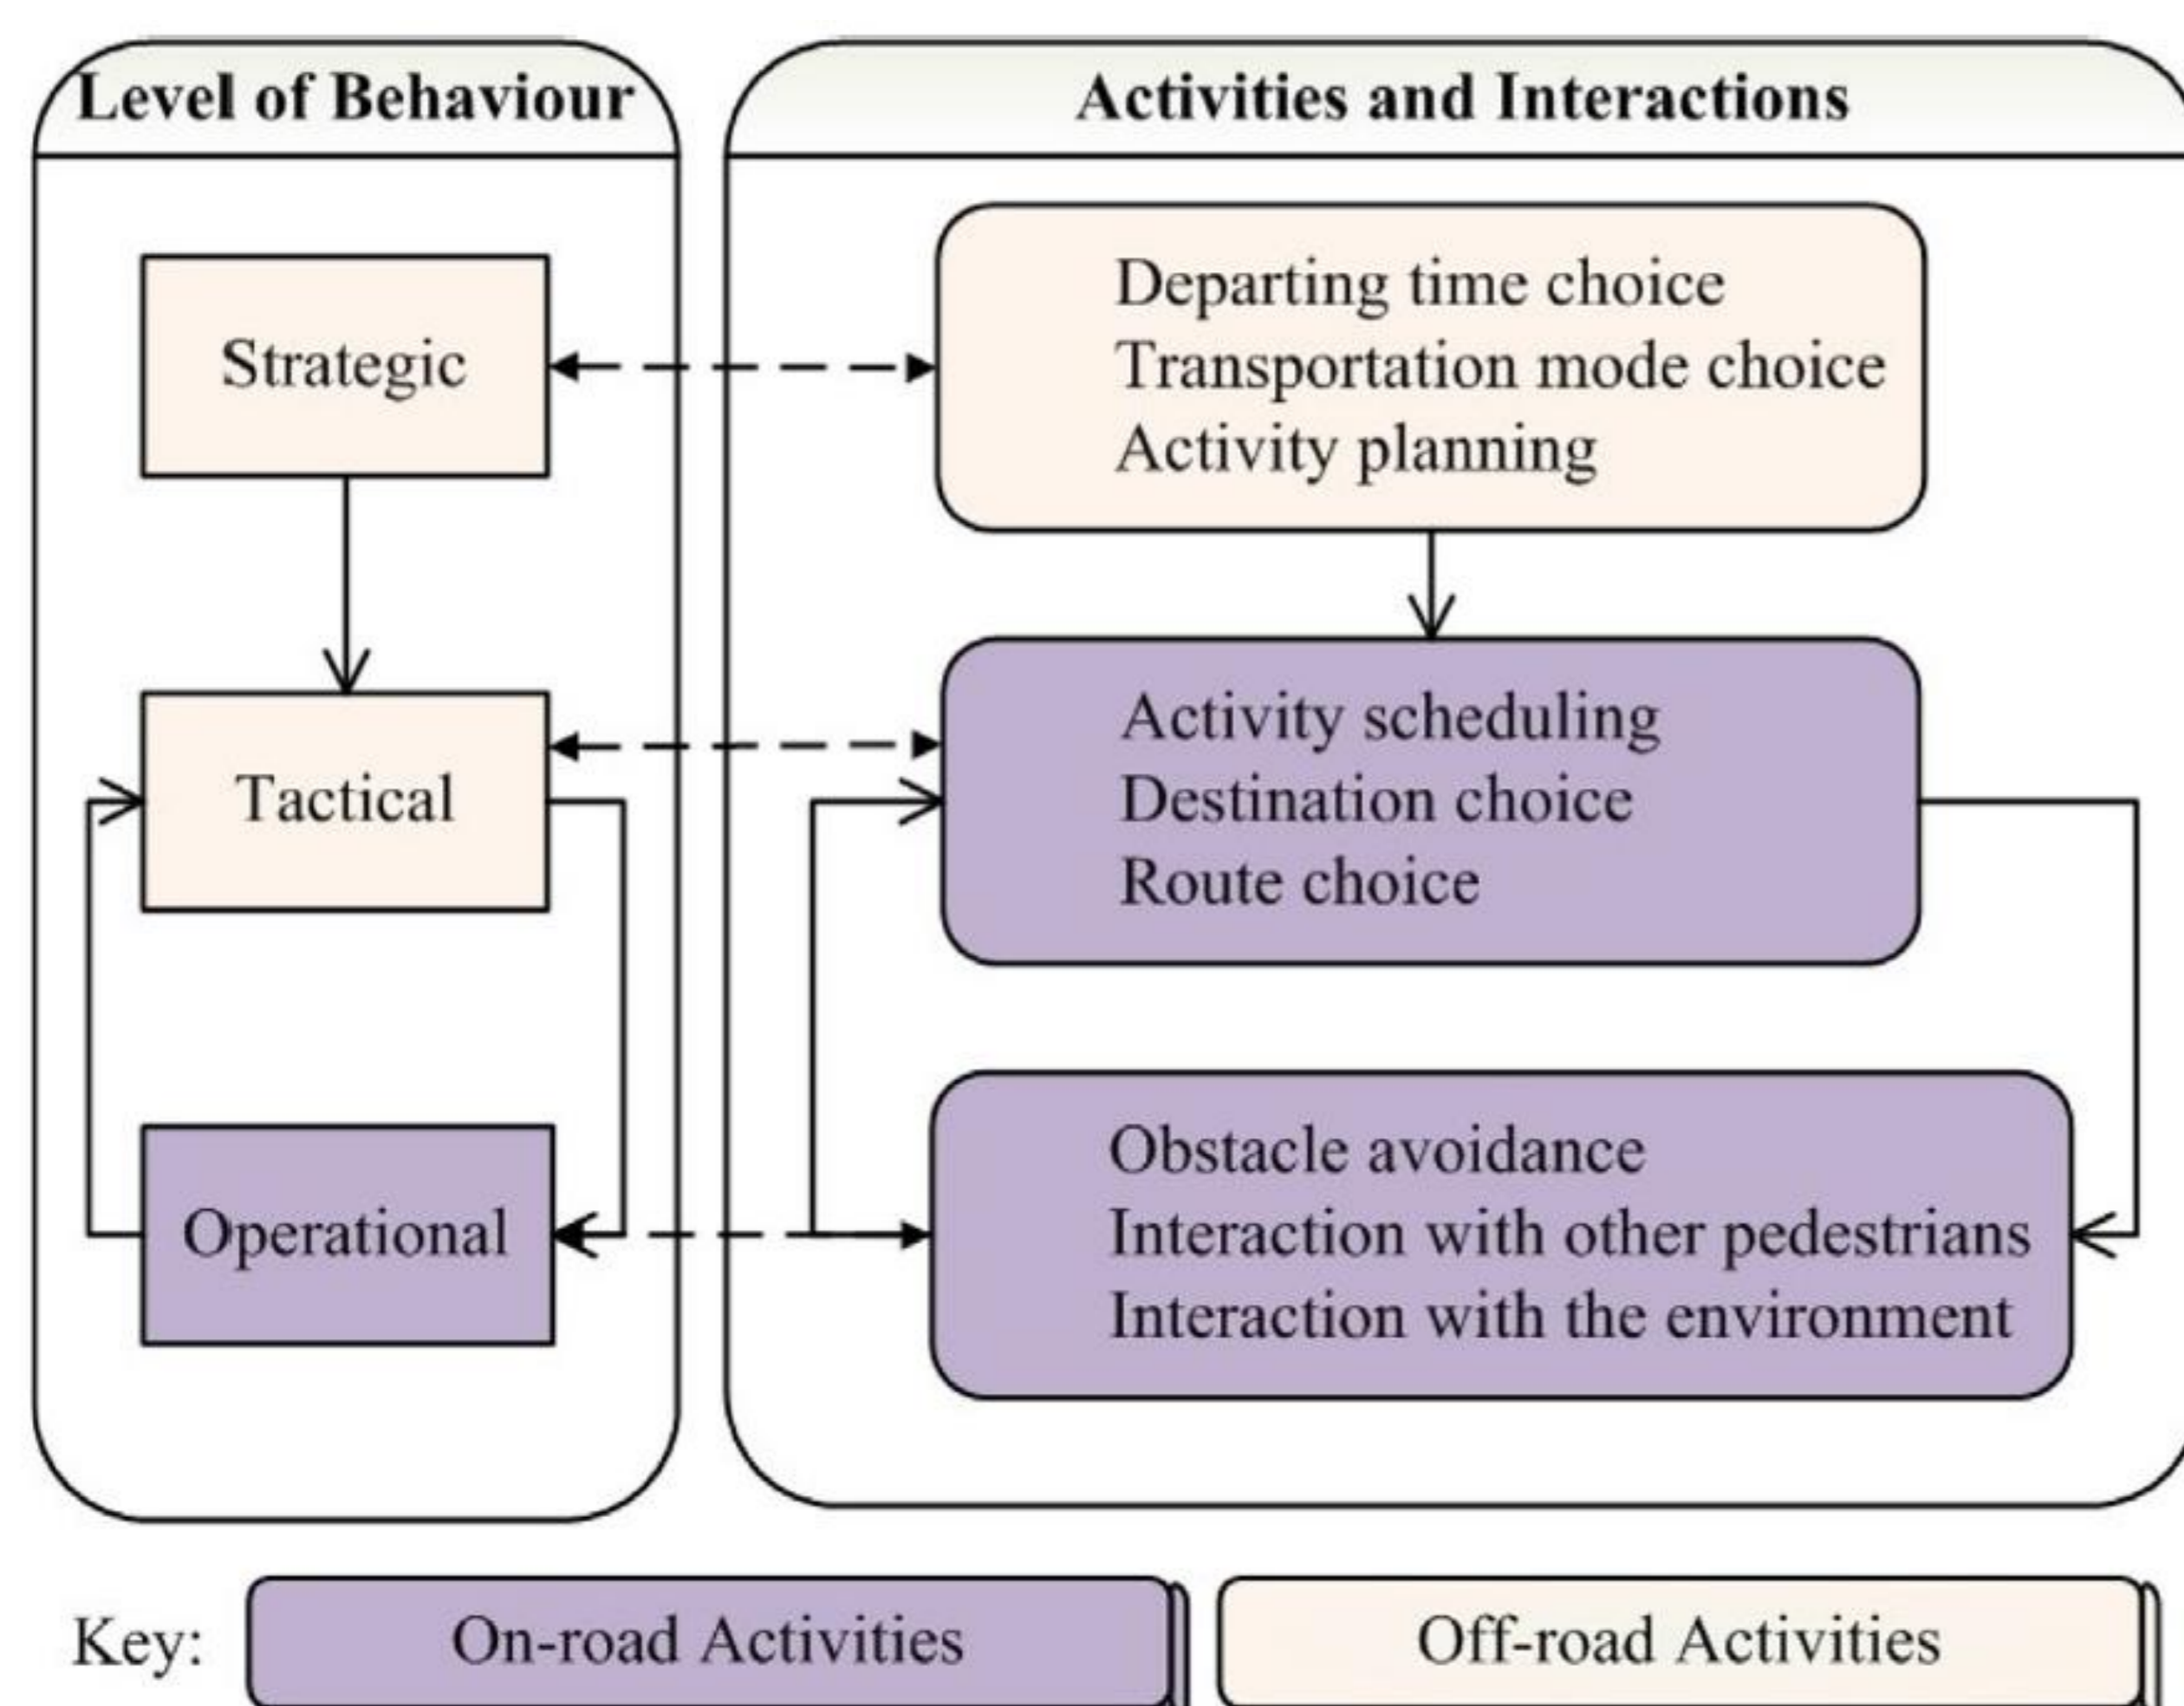 Level of Behaviour
Activities and Interactions
Strategic
Departing time choice
Transportation mode choice
Activity planning
Tactical
Activity scheduling
Destination choice
Route choice
Operational
Obstacle avoidance
Interaction with other pedestrians
Interaction with the environment
Key:
On-road Activities
Off-road Activities